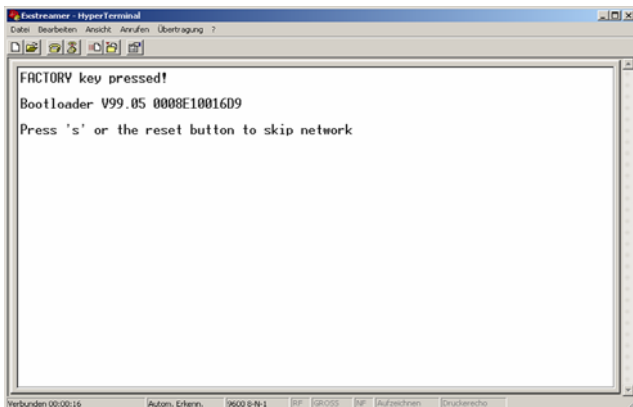 Exstreamer - HyperTerminal
Datei Bearbeiten Ansicht Anrufen Übertragung ?
FACTORY key pressed!
Bootloader V99.05 0008E10016D9
Press 's' or the reset button to skip network
Verbunden 00:00:16 Autom. Erkenn. 9600 8-N-1 RF GROSS NF Aufzeichnen Druckerecho